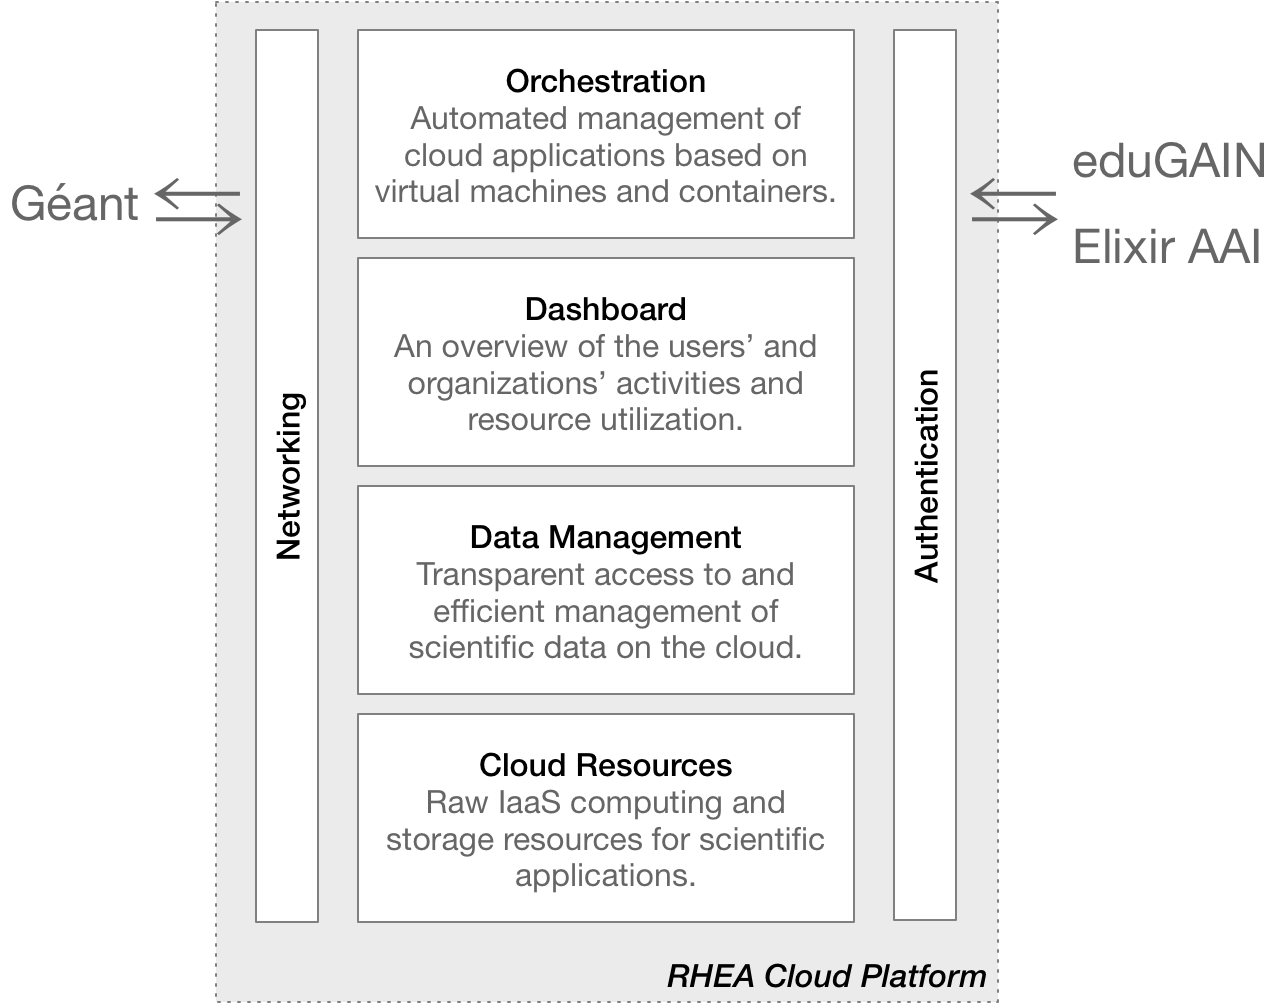 Géant
Networking
Orchestration
Automated management of
cloud applications based on
virtual machines and containers.
Dashboard
An overview of the users’ and
organizations’ activities and
resource utilization.
Data Management
Transparent access to and
efficient management of
scientific data on the cloud.
Cloud Resources
Raw IaaS computing and
storage resources for scientific
applications.
Authentication
eduGAIN
Elixir AAI
RHEA Cloud Platform